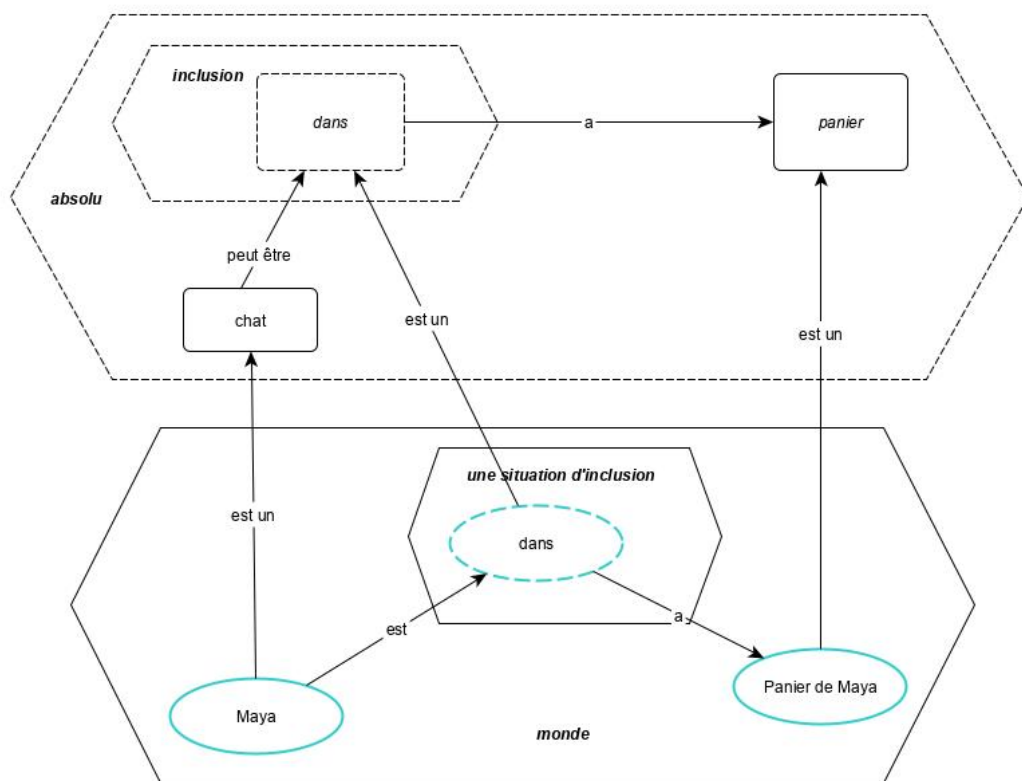 inclusion
dans
a
panier
absolu
peut être
chat
est un
est un
une situation d'inclusion
est un
dans
est
a
Maya
Panier de Maya
monde